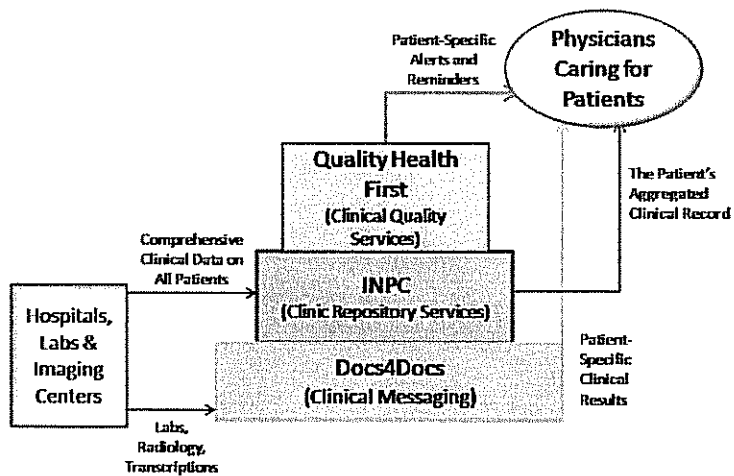 Patient-Specific
Alerts and
Reminders
Physicians
Caring for
Patients
Quality Health
First
(Clinical Quality
Services)
The Patient's
Aggregated
Clinical Record
Comprehensive
Clinical Data on
All Patients
INPC
(Clinic Repository Services)
Hospitals,
Labs &
Imaging
Centers
Docs4Docs
(Clinical Messaging)
Patient-
Specific
Clinical
Results
Labs,
Radiology,
Transcriptions